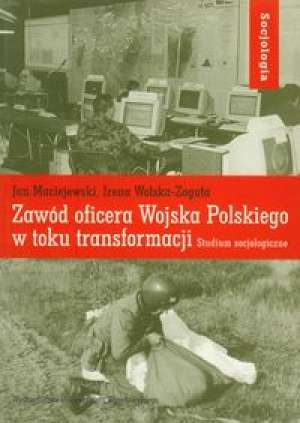 Socjologia
Jan Maciejewski, Irena Wolska-Zogata
Zawód oficera Wojska Polskiego
w toku transformacji Studium socjologiczne